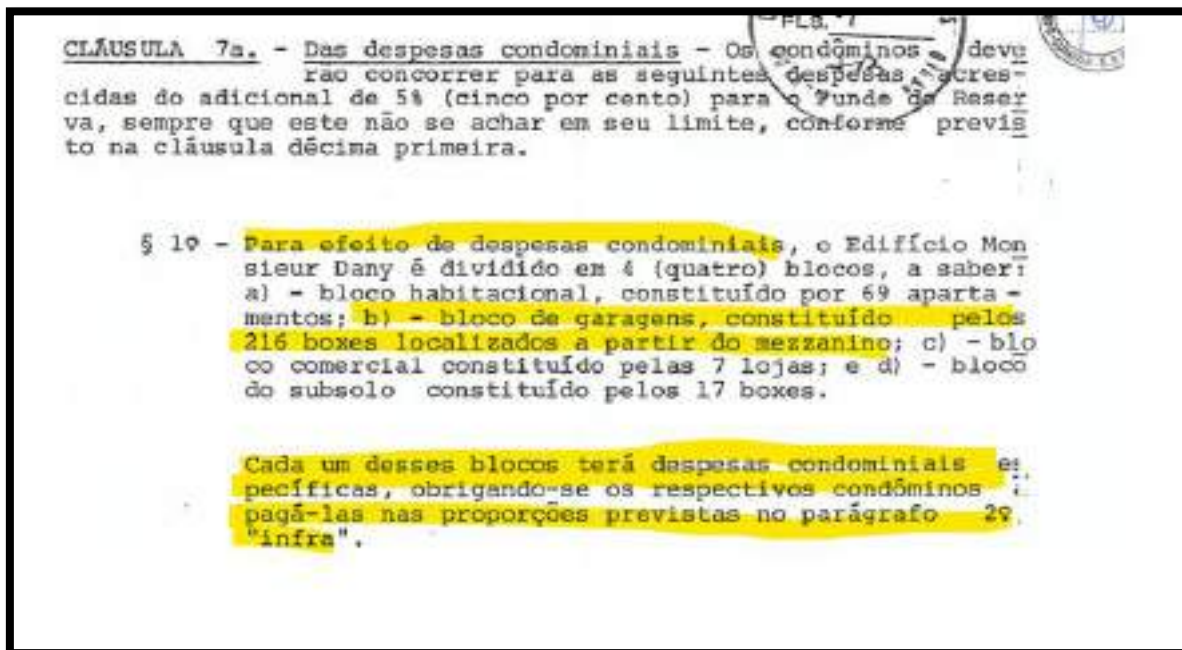 FLS.
CLÁUSULA 7a. - Das despesas condominiais - Os condôminos deve
rão concorrer para as seguintes despesas acres-
cidas do adicional de 5% (cinco por cento) para o Fundo de Reser
va, sempre que este não se achar em seu limite, conforme previs
to na cláusula décima primeira.
§ 1º - Para efeito de despesas condominiais, o Edifício Mon
sieur Dany é dividido em 4 (quatro) blocos, a saber:
a) - bloco habitacional, constituído por 69 aparta -
mentos; b) - bloco de garagens, constituído pelos
216 boxes localizados a partir do mezzanino; c) - blo
co comercial constituído pelas 7 lojas; e d) - bloco
do subsolo constituído pelos 17 boxes.
Cada um desses blocos terá despesas condominiais es
pecíficas, obrigando-se os respectivos condôminos
pagá-las nas proporções previstas no parágrafo 2º
"infra".